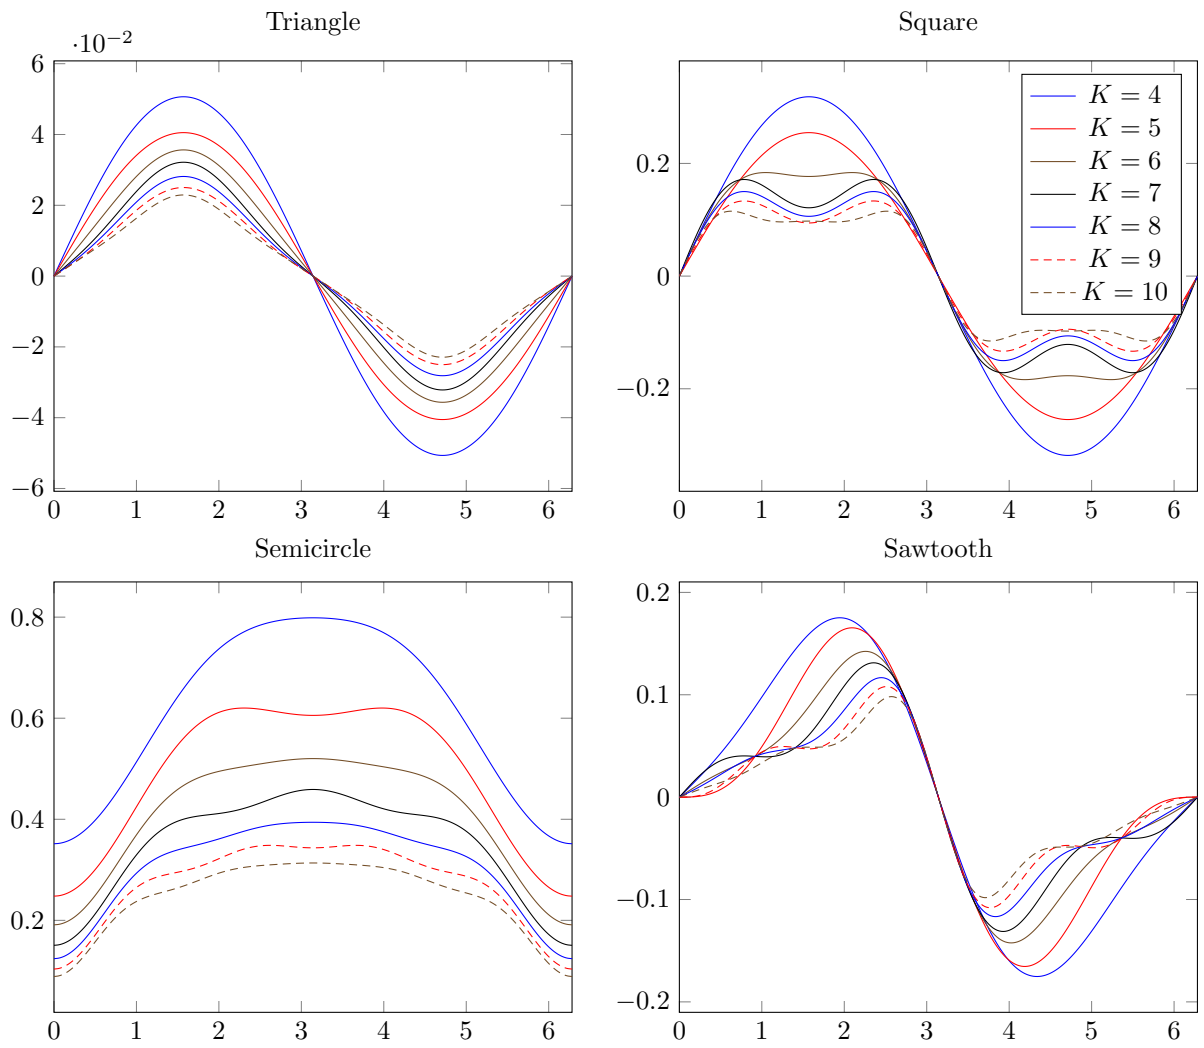 Triangle
·10⁻²
6
4
2
0
−2
−4
−6
0 1 2 3 4 5 6
Square
0.2
0
−0.2
0 1 2 3 4 5 6
K = 4
K = 5
K = 6
K = 7
K = 8
K = 9
K = 10
Semicircle
0.8
0.6
0.4
0.2
0 1 2 3 4 5 6
Sawtooth
0.2
0.1
0
−0.1
−0.2
0 1 2 3 4 5 6